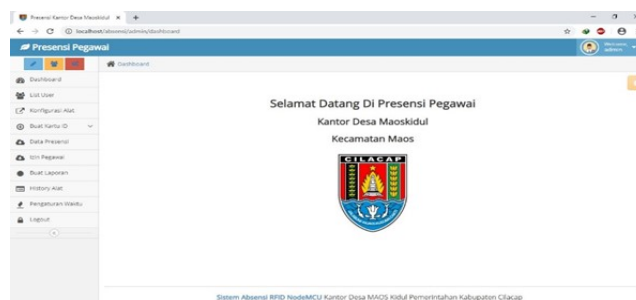 Presensi Kantor Desa Maoskidul
localhost/absensi/admin/dashboard
Presensi Pegawai
Welcome,
admin
Dashboard
Dashboard
List User
Konfigurasi Alat
Buat Kartu ID
Data Presensi
Izin Pegawai
Buat Laporan
History Alat
Pengaturan Waktu
Logout
Selamat Datang Di Presensi Pegawai
Kantor Desa Maoskidul
Kecamatan Maos
CILACAP
Sistem Absensi RFID NodeMCU Kantor Desa MAOS Kidul Pemerintahan Kabupaten Cilacap